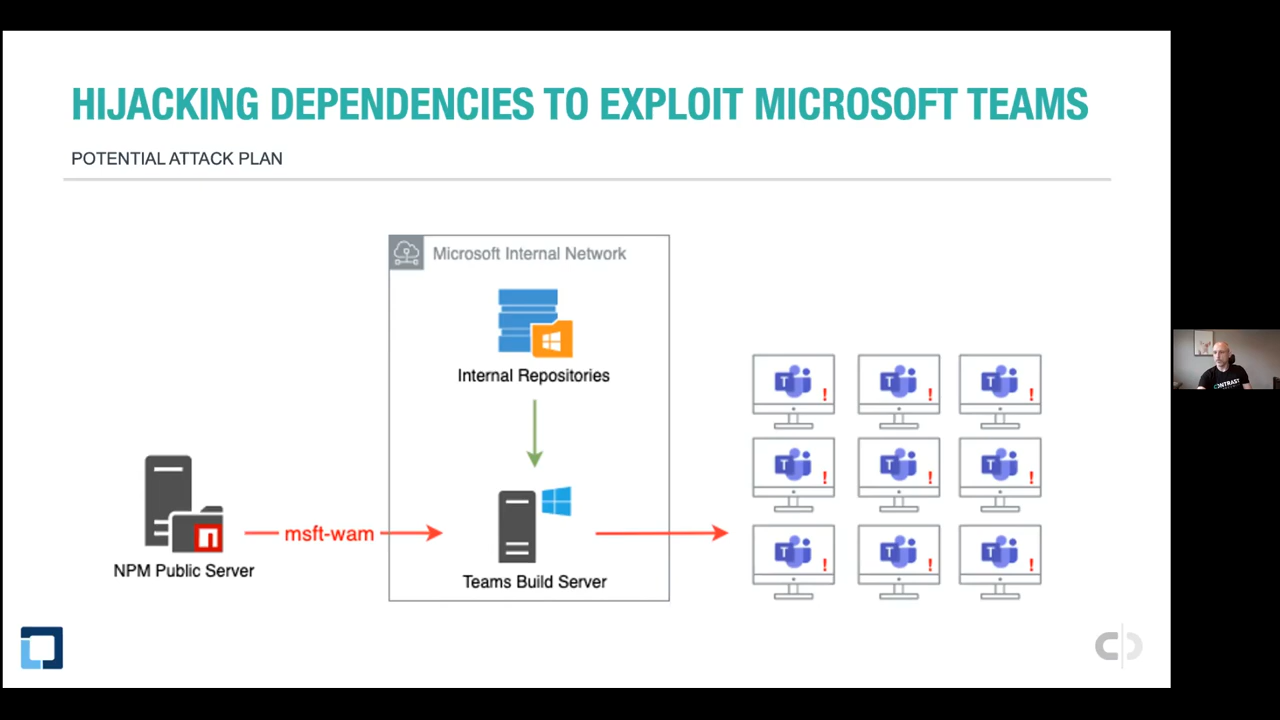 HIJACKING DEPENDENCIES TO EXPLOIT MICROSOFT TEAMS
POTENTIAL ATTACK PLAN
Microsoft Internal Network
Internal Repositories
msft-wam
NPM Public Server
Teams Build Server
T ! T ! T !
T ! T ! T !
T ! T ! T !
CONTRAST